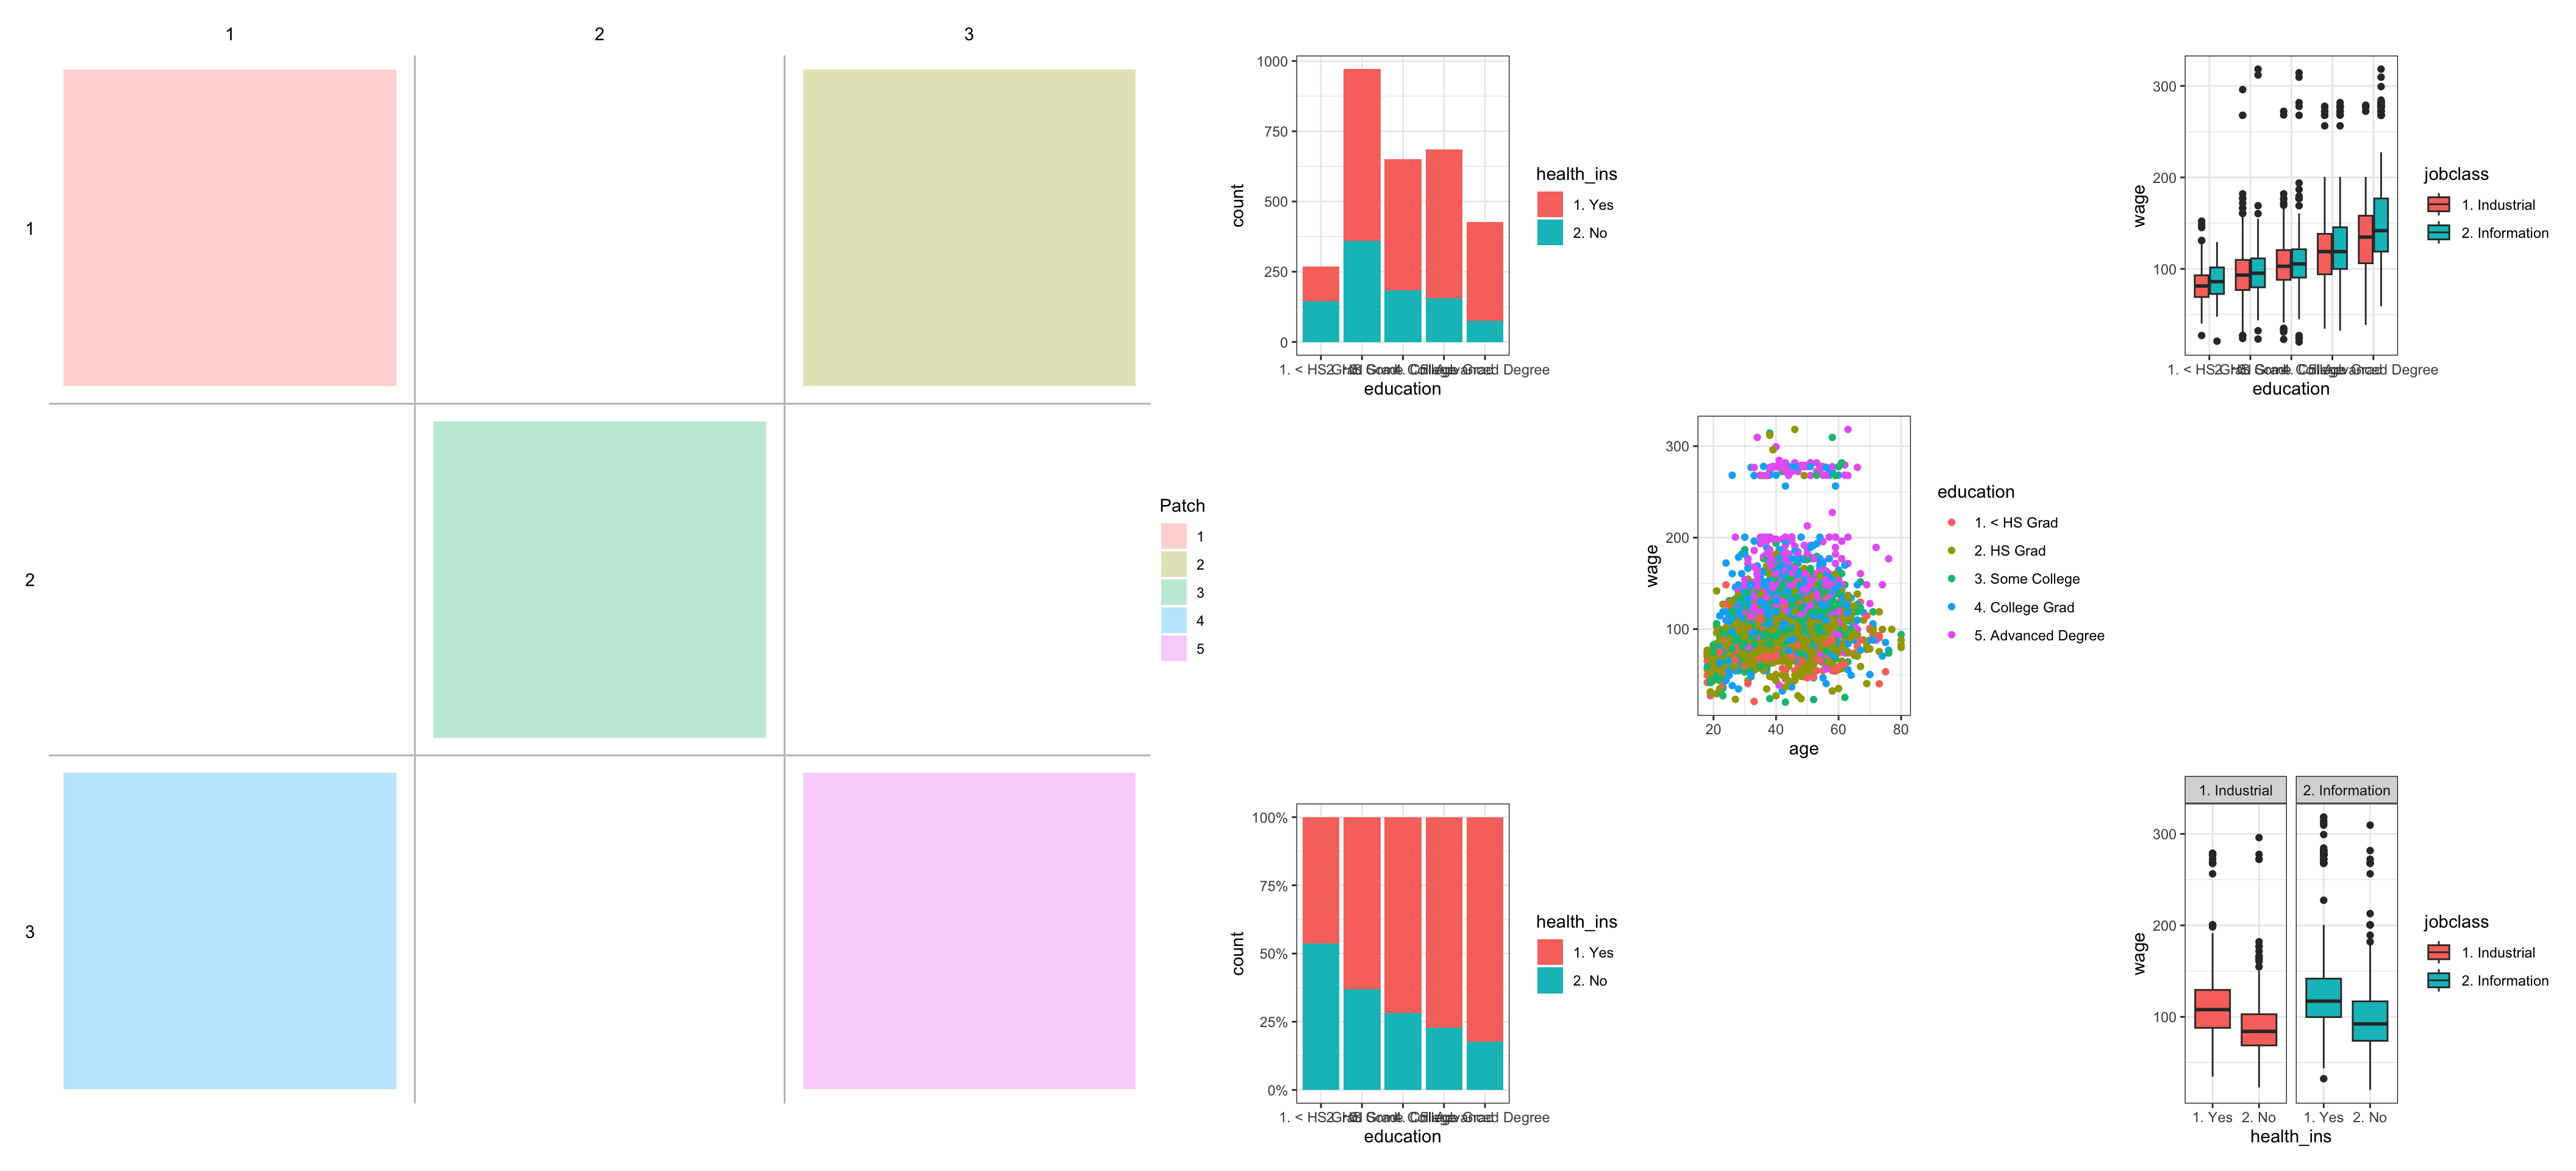 1 2 3
1
2
3
Patch
1
2
3
4
5
1000
750
500
250
0
count
education
health_ins
1. Yes
2. No
300
200
100
wage
education
jobclass
1. Industrial
2. Information
300
200
100
wage
20 40 60 80
age
education
1. < HS Grad
2. HS Grad
3. Some College
4. College Grad
5. Advanced Degree
100%
75%
50%
25%
0%
count
education
health_ins
1. Yes
2. No
1. Industrial 2. Information
300
200
100
wage
1. Yes 2. No 1. Yes 2. No
health_ins
jobclass
1. Industrial
2. Information